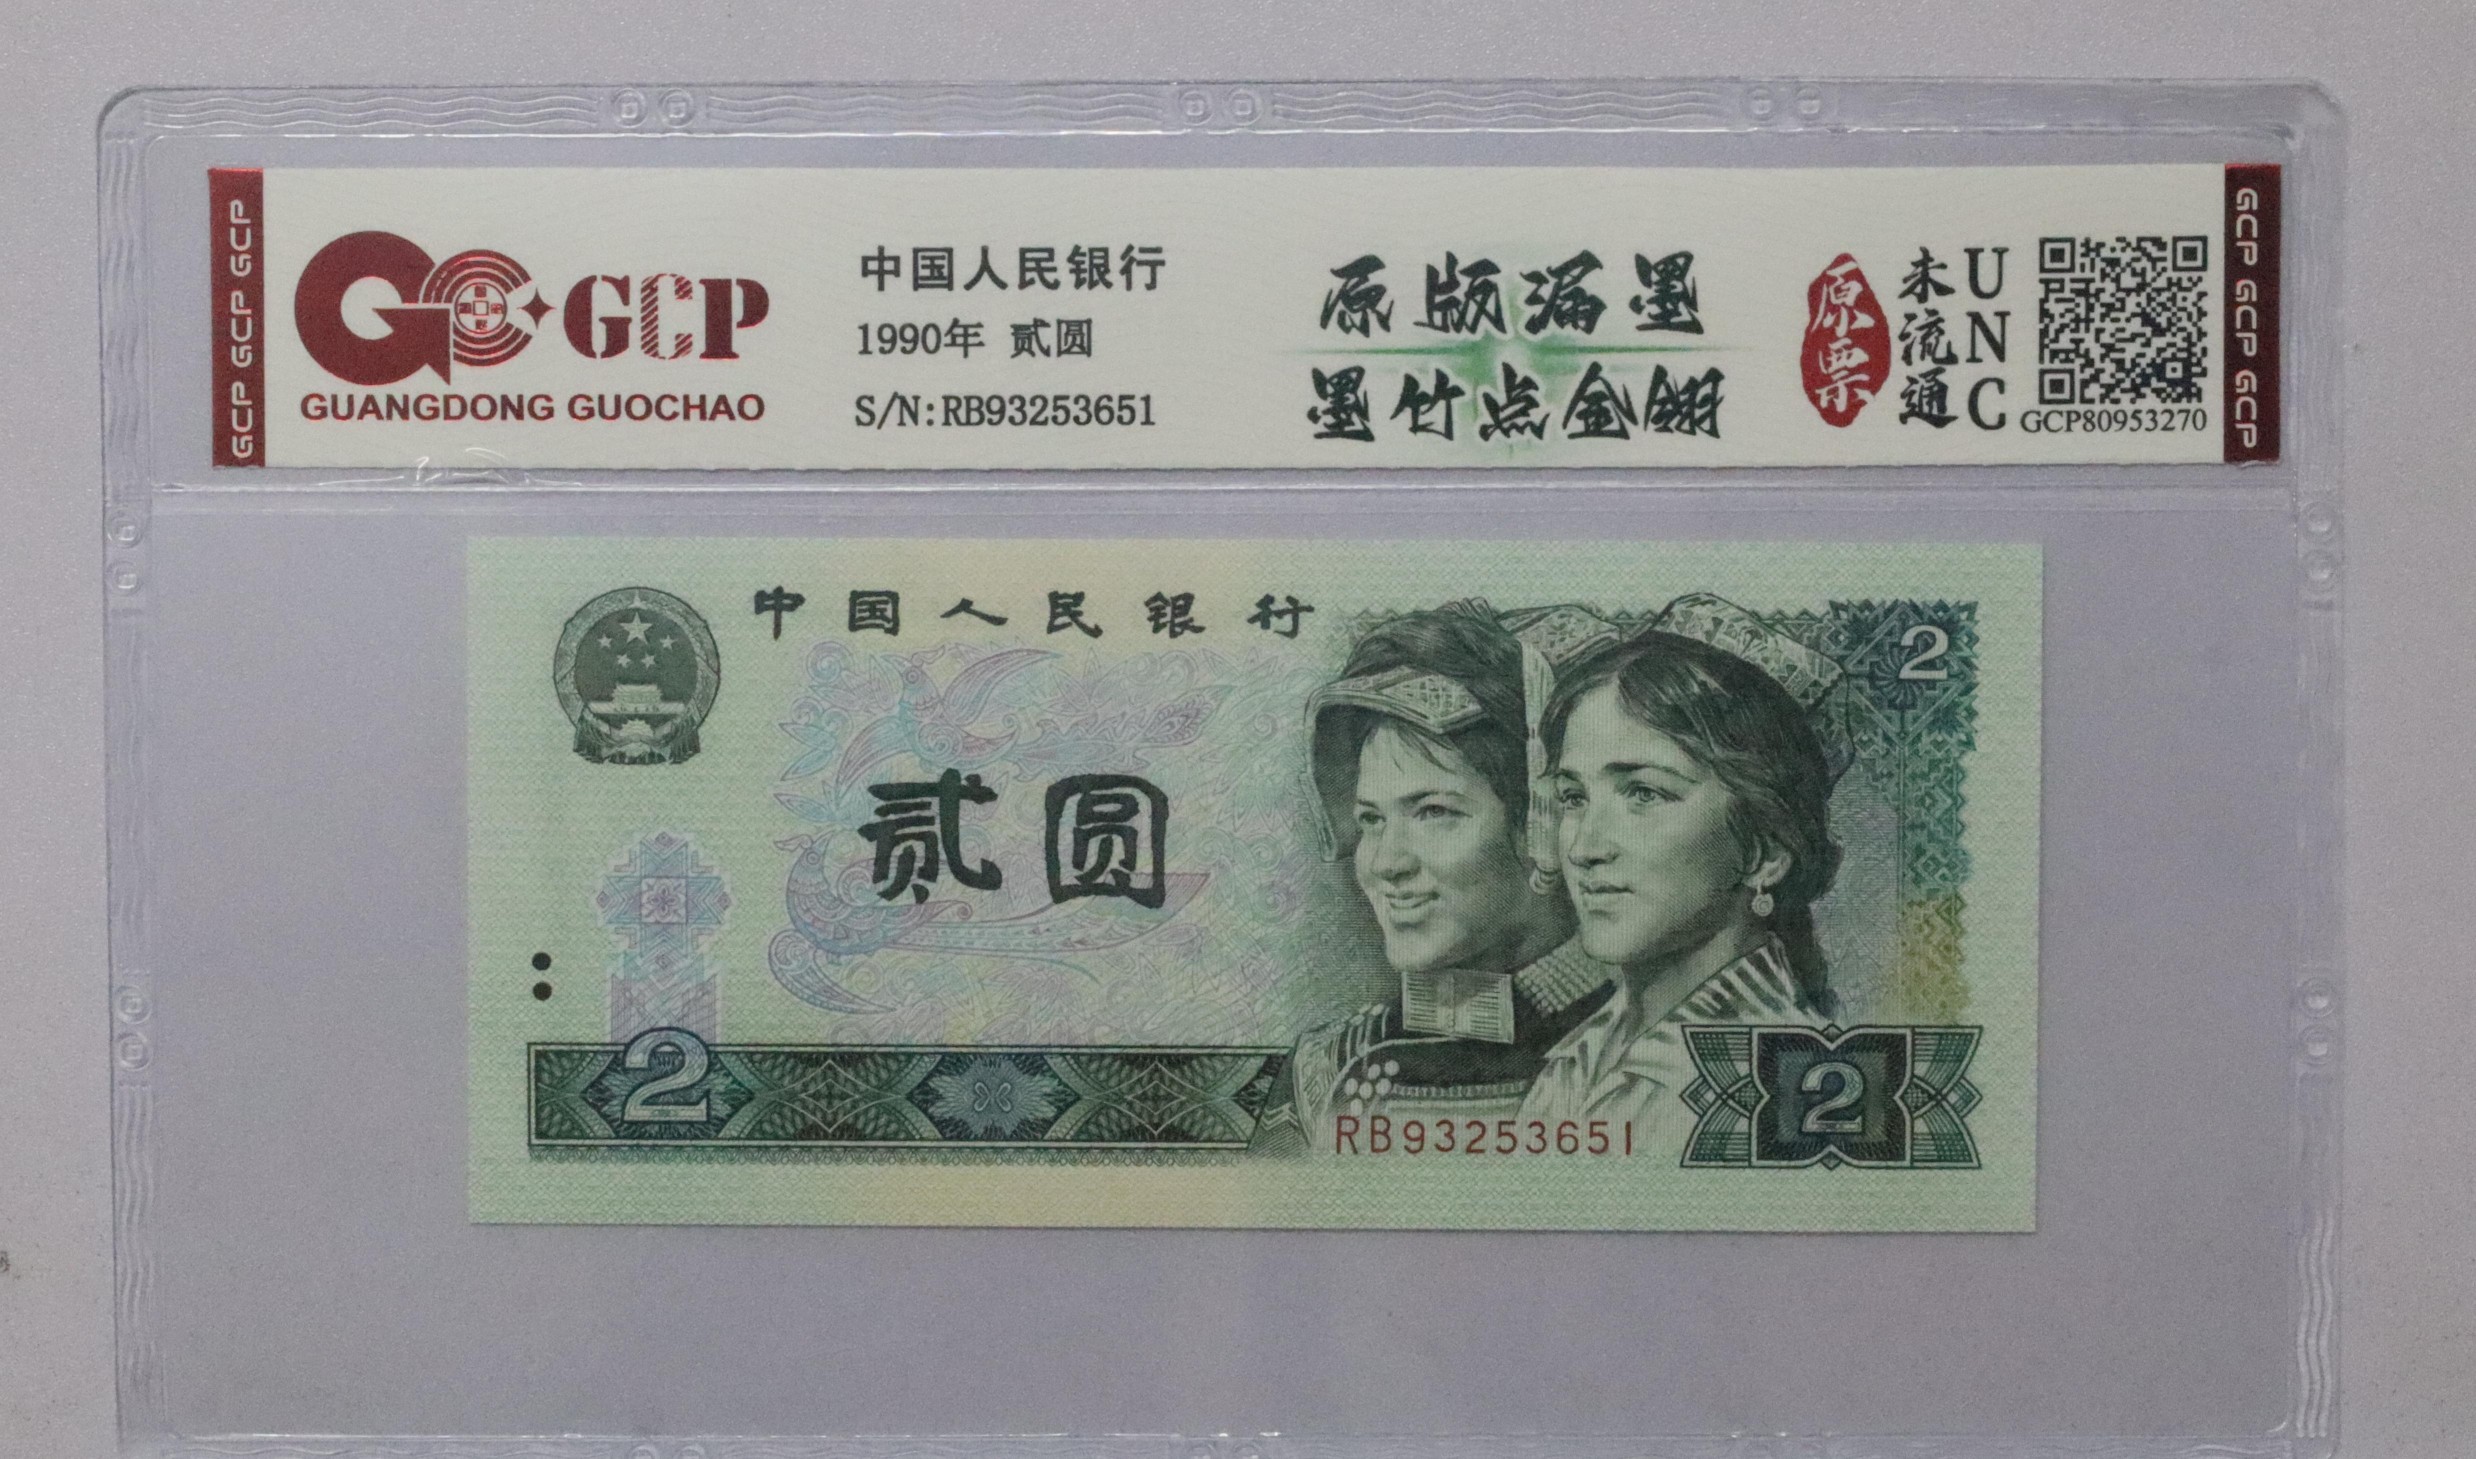 GCP GCP GCP
GCP
GUANGDONG GUOCHAO
中国人民银行
1990年 贰圆
S/N:RB93253651
原版漏墨
墨竹点金翎
原票
未流通
UNC
GCP80953270
GCP GCP GCP
中国人民银行
2
贰圆
2
RB93253651
2